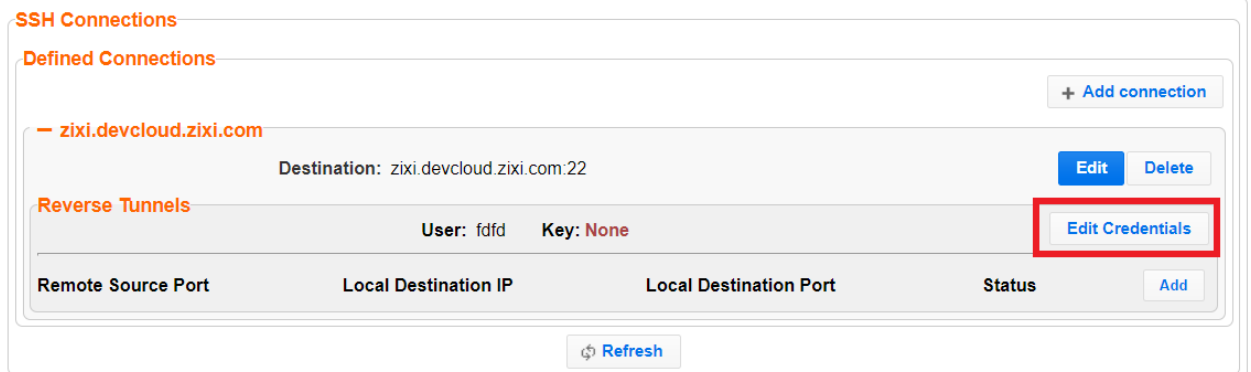 SSH Connections
Defined Connections
+ Add connection
− zixi.devcloud.zixi.com
Destination: zixi.devcloud.zixi.com:22 Edit Delete
Reverse Tunnels
User: fdfd Key: None Edit Credentials
Remote Source Port Local Destination IP Local Destination Port Status Add
Refresh